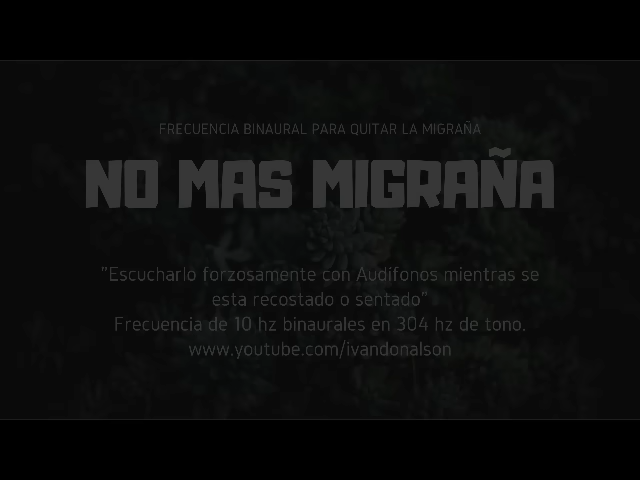 FRECUENCIA BINAURAL PARA QUITAR LA MIGRAÑA
NO MAS MIGRAÑA
"Escucharlo forzosamente con Audífonos mientras se
esta recostado o sentado"
Frecuencia de 10 hz binaurales en 304 hz de tono.
www.youtube.com/ivandonalson